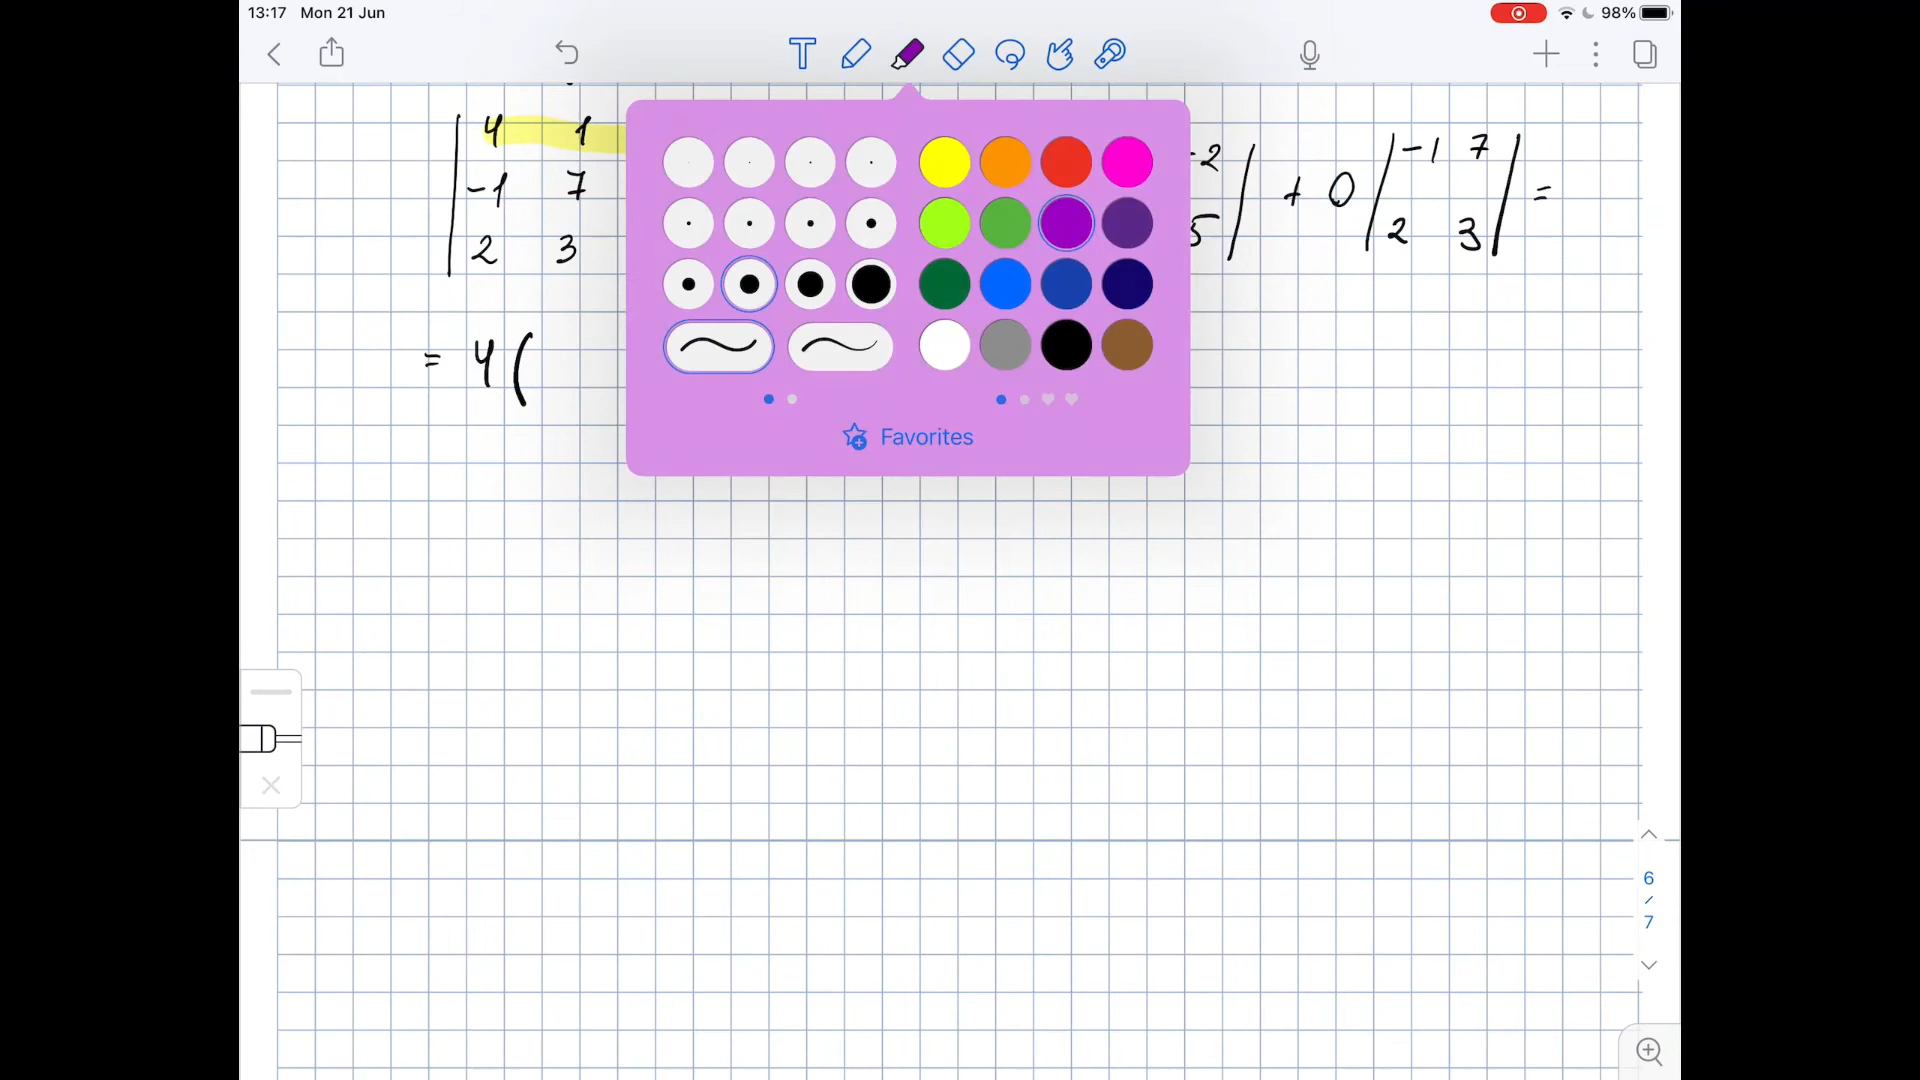 13:17 Mon 21 Jun 98%
T
4 1
-1 7
2 3
-2
5
+ 0
-1 7
2 3
=
= 4 (
Favorites
6
7